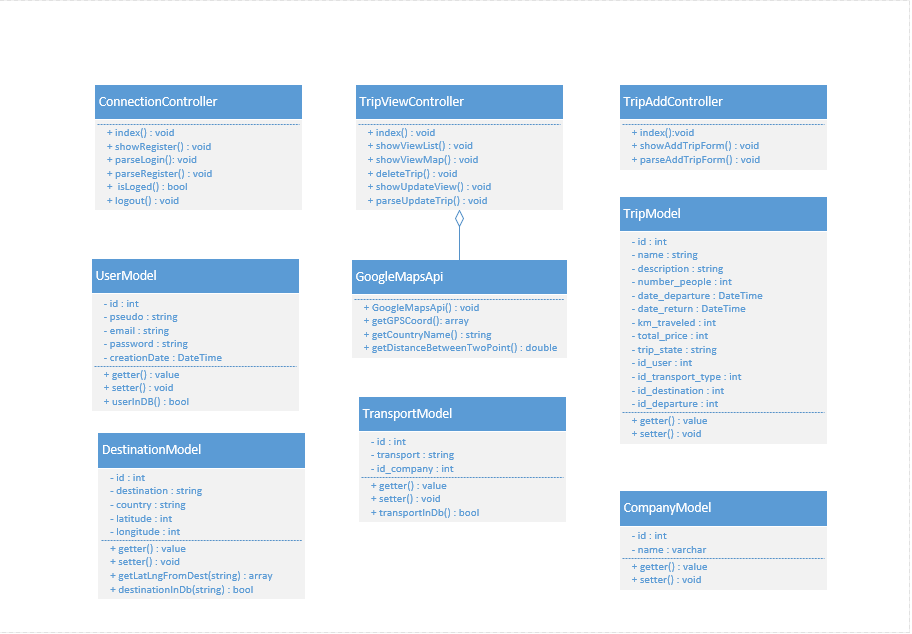 ConnectionController
+ index() : void
+ showRegister() : void
+ parseLogin(): void
+ parseRegister() : void
+ isLoged() : bool
+ logout() : void
TripViewController
+ index() : void
+ showViewList() : void
+ showViewMap() : void
+ deleteTrip() : void
+ showUpdateView() : void
+ parseUpdateTrip() : void
TripAddController
+ index():void
+ showAddTripForm() : void
+ parseAddTripForm() : void
UserModel
- id : int
- pseudo : string
- email : string
- password : string
- creationDate : DateTime
+ getter() : value
+ setter() : void
+ userInDB() : bool
GoogleMapsApi
+ GoogleMapsApi() : void
+ getGPSCoord(): array
+ getCountryName() : string
+ getDistanceBetweenTwoPoint() : double
TripModel
- id : int
- name : string
- description : string
- number_people : int
- date_departure : DateTime
- date_return : DateTime
- km_traveled : int
- total_price : int
- trip_state : string
- id_user : int
- id_transport_type : int
- id_destination : int
- id_departure : int
+ getter() : value
+ setter() : void
DestinationModel
- id : int
- destination : string
- country : string
- latitude : int
- longitude : int
+ getter() : value
+ setter() : void
+ getLatLngFromDest(string) : array
+ destinationInDb(string) : bool
TransportModel
- id : int
- transport : string
- id_company : int
+ getter() : value
+ setter() : void
+ transportInDb() : bool
CompanyModel
- id : int
- name : varchar
+ getter() : value
+ setter() : void